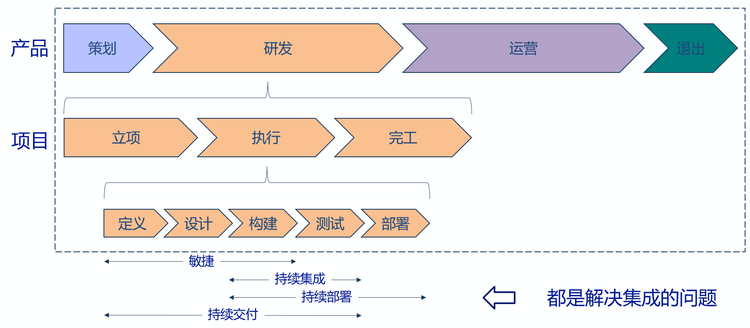 产品
策划
研发
运营
退出
项目
立项
执行
完工
定义
设计
构建
测试
部署
敏捷
持续集成
持续部署
持续交付
都是解决集成的问题